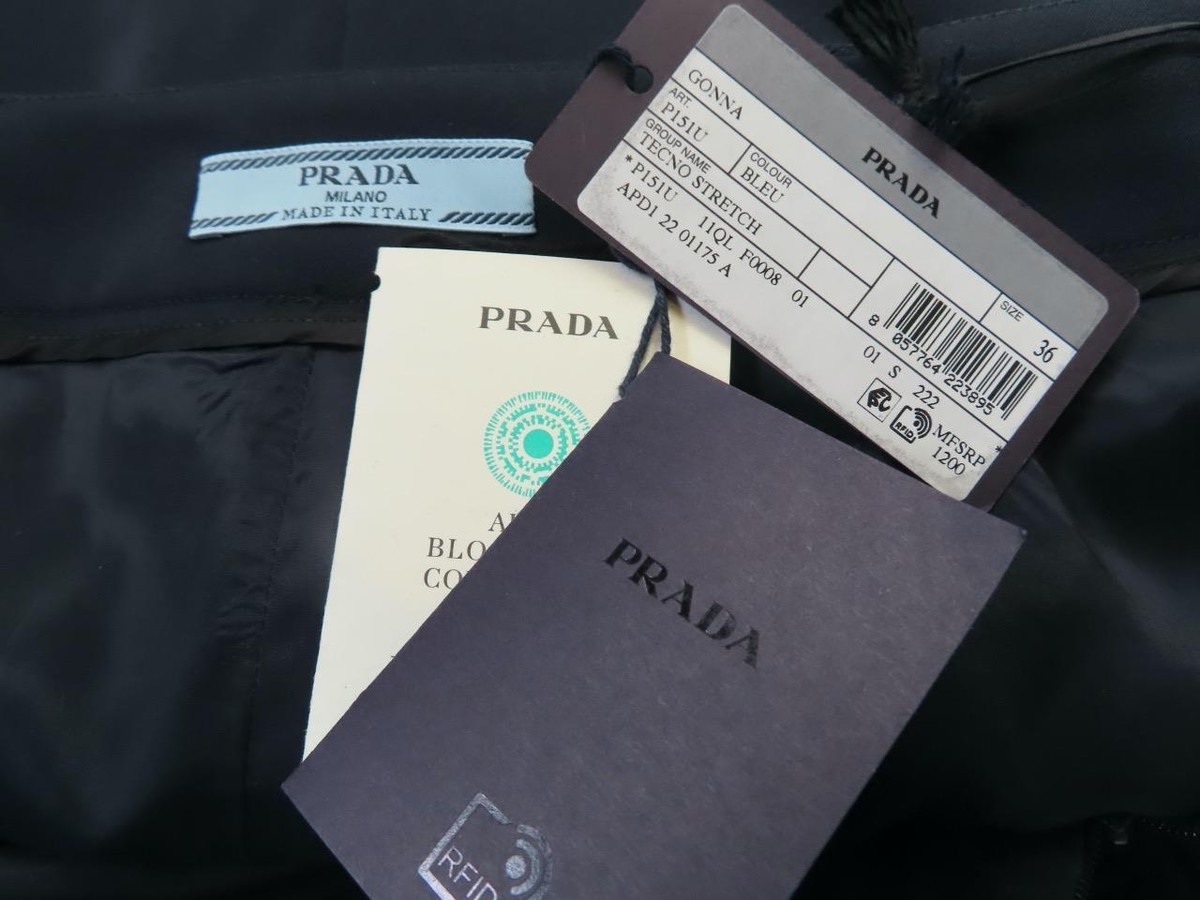 PRADA
MILANO
MADE IN ITALY
PRADA
GONNA
ART.
P151U
COLOUR
BLEU
GROUP NAME
TECNO STRETCH
* P151U 11QL F0008 01
APD1 22 01175 A
SIZE
36
8 057764 223895
01 S 222
RFID
MFSRP *
1200
PRADA
PRADA
RFID